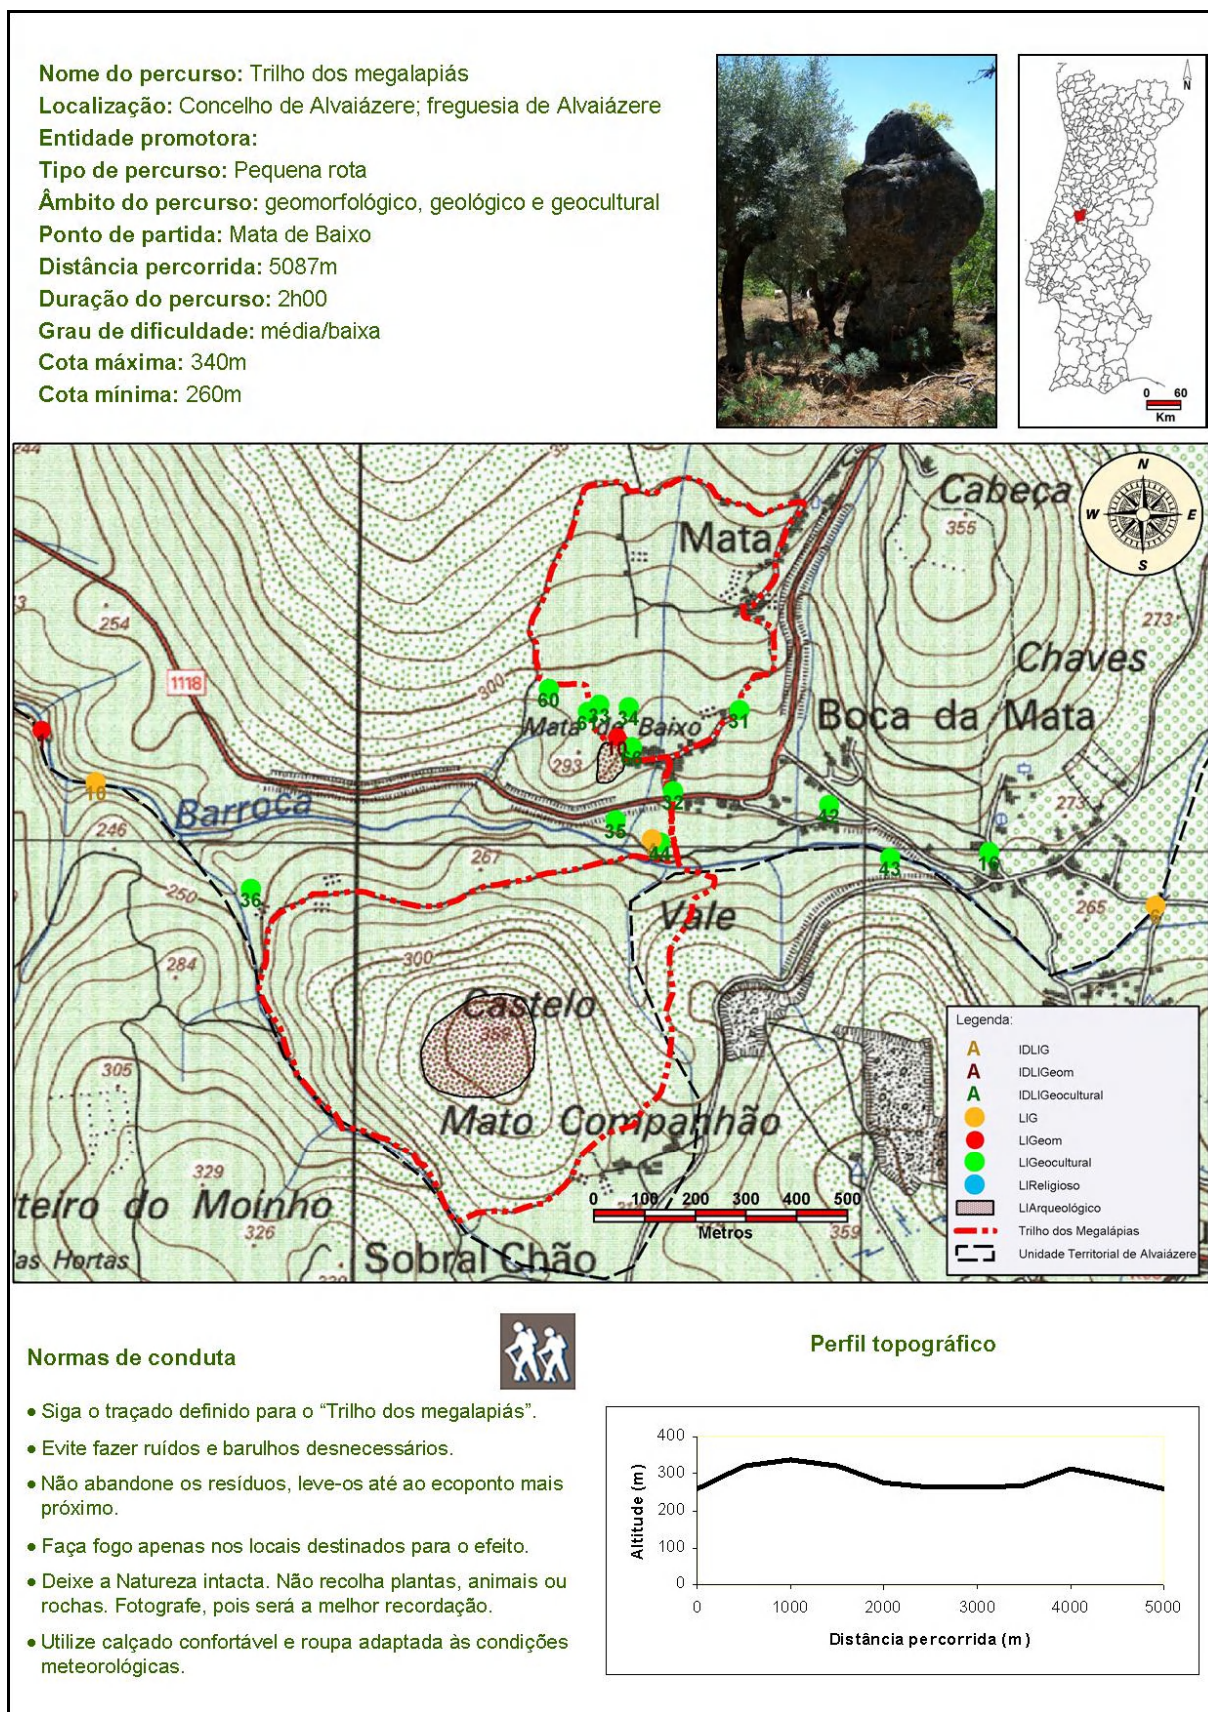 Nome do percurso: Trilho dos megalapiás
Localização: Concelho de Alvaiázere; freguesia de Alvaiázere
Entidade promotora:
Tipo de percurso: Pequena rota
Âmbito do percurso: geomorfológico, geológico e geocultural
Ponto de partida: Mata de Baixo
Distância percorrida: 5087m
Duração do percurso: 2h00
Grau de dificuldade: média/baixa
Cota máxima: 340m
Cota mínima: 260m
N
0 60
Km
244
Cabeça
N
W E
S
355
Mata
254
273
Chaves
1118
300
60
33
34
61
31
Mata de Baixo
Boca da Mata
10
66
293
32
273
10
42
Barroca
35
246
44
267
43
16
36
250
Vale
265
6
284
300
Castelo
305
Mato Companhão
329
teiro do Moinho
326
0 100 200 300 400 500
Metros
359
as Hortas
Sobral Chão
Legenda:
A IDLIG
A IDLIGeom
A IDLIGeocultural
LIG
LIGeom
LIGeocultural
LIReligioso
LIArqueológico
Trilho dos Megalápias
Unidade Territorial de Alvaiázere
Normas de conduta
• Siga o traçado definido para o “Trilho dos megalapiás”.
• Evite fazer ruídos e barulhos desnecessários.
• Não abandone os resíduos, leve-os até ao ecoponto mais
próximo.
• Faça fogo apenas nos locais destinados para o efeito.
• Deixe a Natureza intacta. Não recolha plantas, animais ou
rochas. Fotografe, pois será a melhor recordação.
• Utilize calçado confortável e roupa adaptada às condições
meteorológicas.
Perfil topográfico
Altitude (m)
400
300
200
100
0
0 1000 2000 3000 4000 5000
Distância percorrida (m)